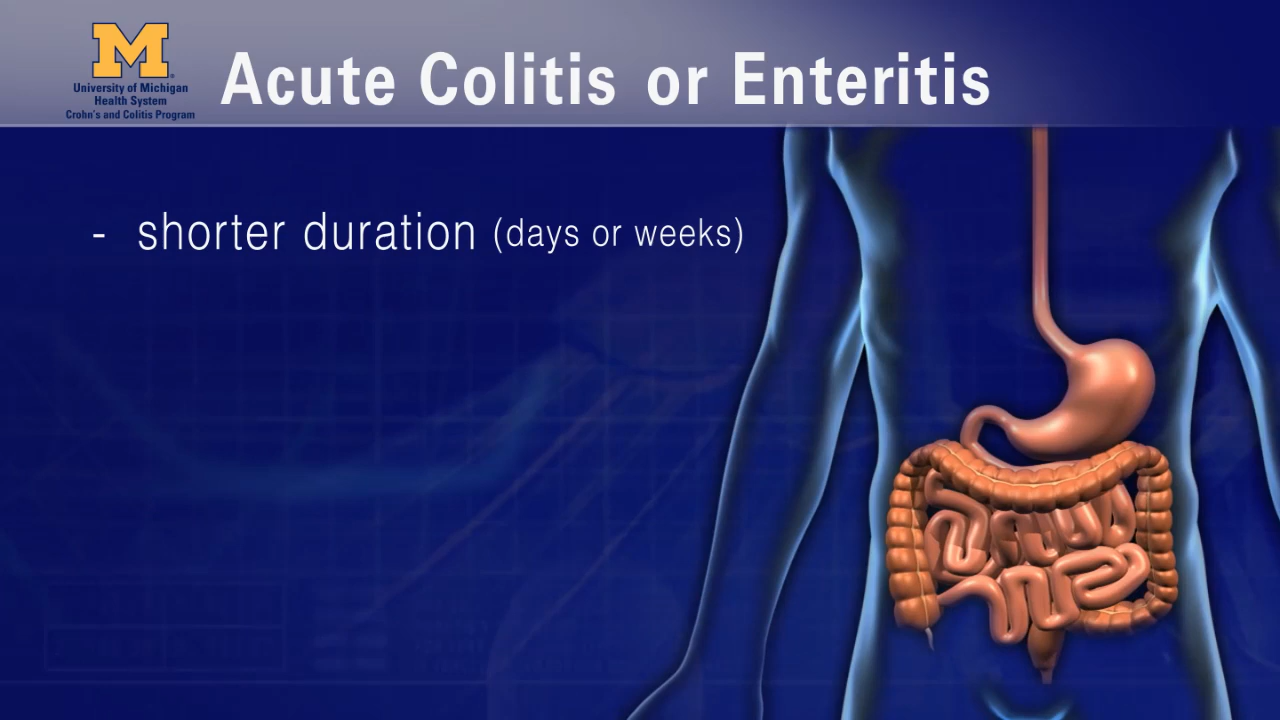 M
University of Michigan
Health System
Crohn's and Colitis Program
Acute Colitis or Enteritis
- shorter duration (days or weeks)